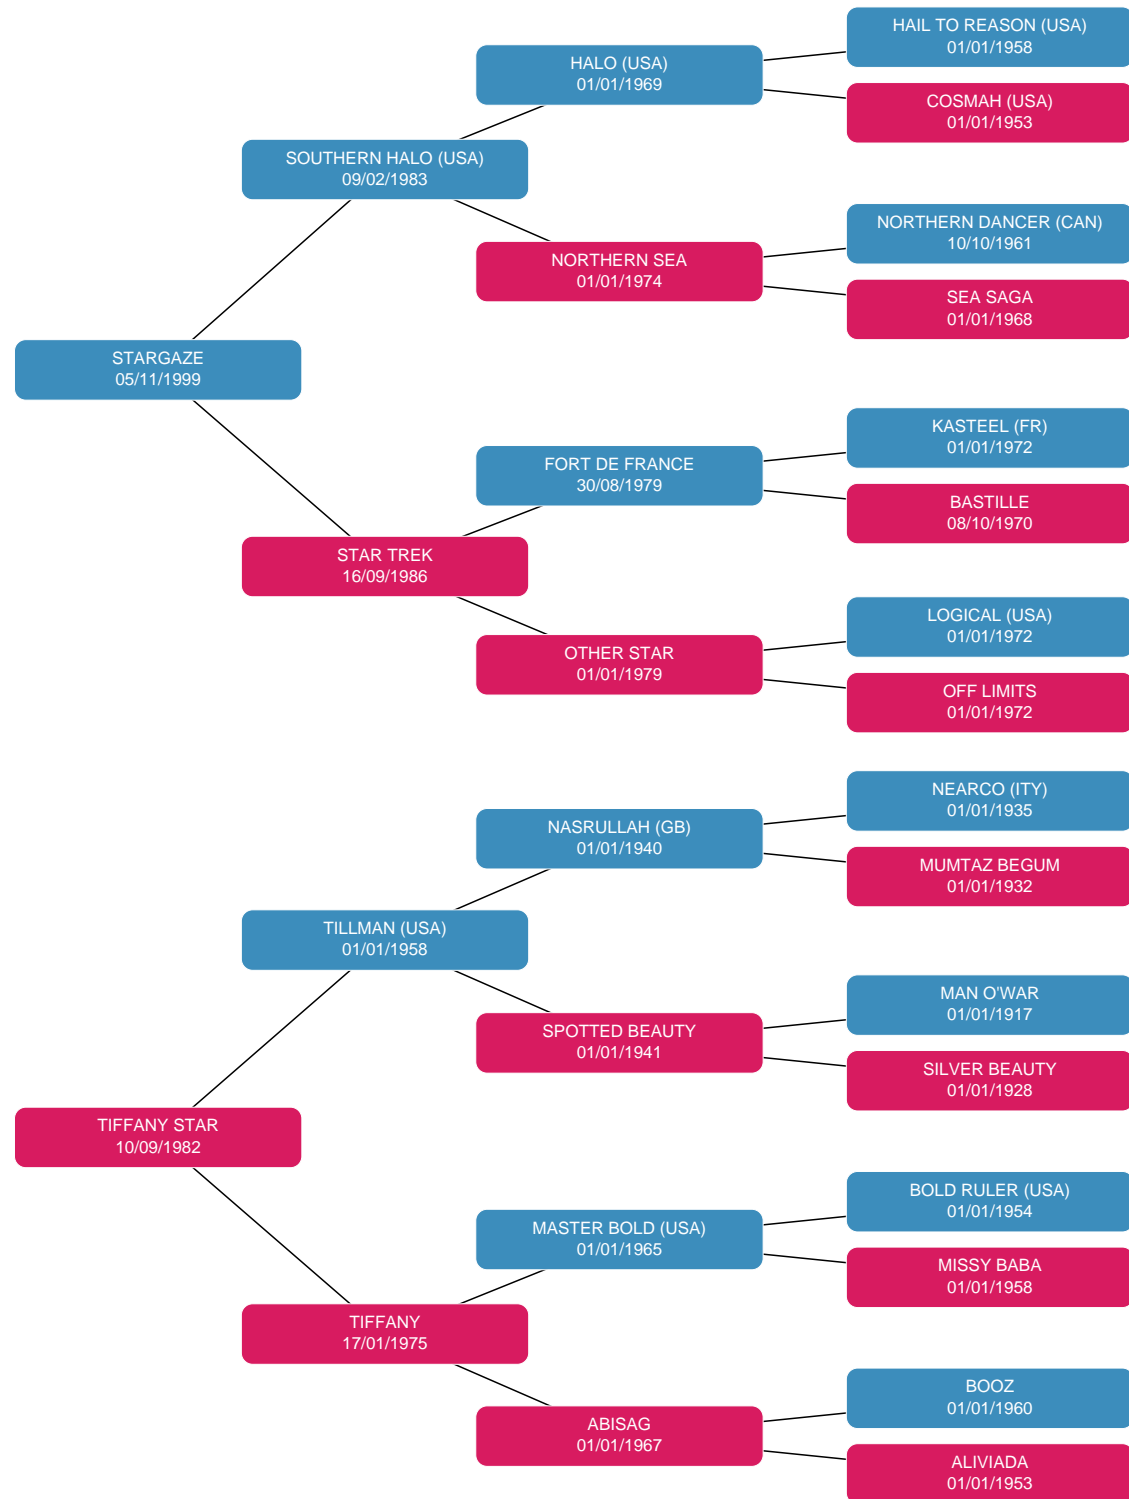 HAIL TO REASON (USA)
01/01/1958
HALO (USA)
01/01/1969
COSMAH (USA)
01/01/1953
SOUTHERN HALO (USA)
09/02/1983
NORTHERN DANCER (CAN)
10/10/1961
NORTHERN SEA
01/01/1974
SEA SAGA
01/01/1968
STARGAZE
05/11/1999
KASTEEL (FR)
01/01/1972
FORT DE FRANCE
30/08/1979
BASTILLE
08/10/1970
STAR TREK
16/09/1986
LOGICAL (USA)
01/01/1972
OTHER STAR
01/01/1979
OFF LIMITS
01/01/1972
NEARCO (ITY)
01/01/1935
NASRULLAH (GB)
01/01/1940
MUMTAZ BEGUM
01/01/1932
TILLMAN (USA)
01/01/1958
MAN O'WAR
01/01/1917
SPOTTED BEAUTY
01/01/1941
SILVER BEAUTY
01/01/1928
TIFFANY STAR
10/09/1982
BOLD RULER (USA)
01/01/1954
MASTER BOLD (USA)
01/01/1965
MISSY BABA
01/01/1958
TIFFANY
17/01/1975
BOOZ
01/01/1960
ABISAG
01/01/1967
ALIVIADA
01/01/1953